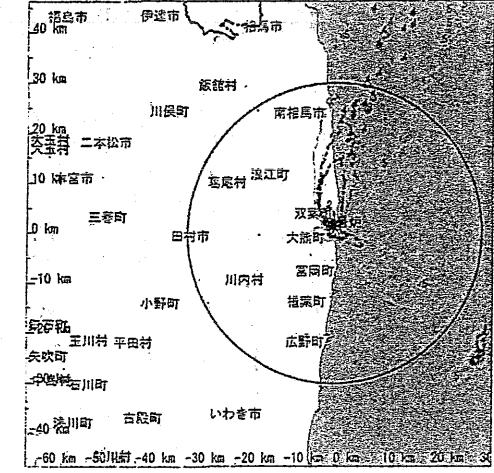 福島市 伊達市
40 km 相馬市
30 km 飯舘村
川俣町 南相馬市
20 km
大玉村 二本松市
10 km 本宮市 葛尾村 浪江町
三春町 双葉町
0 km 田村市 大熊町
-10 km 川内村 富岡町
小野町 楢葉町
玉川村 平田村 広野町
矢吹町
石川町
浅川町 古殿町 いわき市
-40 km
-60 km -50 km -40 km -30 km -20 km -10 km 0 km 10 km 20 km